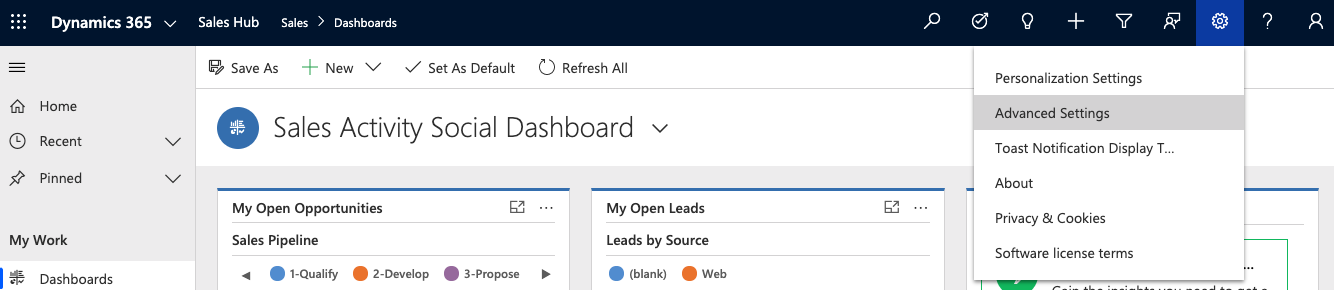 Dynamics 365
Sales Hub
Sales > Dashboards
?
Home
Recent
Pinned
My Work
Dashboards
Save As
New
Set As Default
Refresh All
Sales Activity Social Dashboard
My Open Opportunities
...
Sales Pipeline
1-Qualify
2-Develop
3-Propose
My Open Leads
...
Leads by Source
(blank)
Web
Personalization Settings
Advanced Settings
Toast Notification Display T...
About
Privacy & Cookies
Software license terms
...